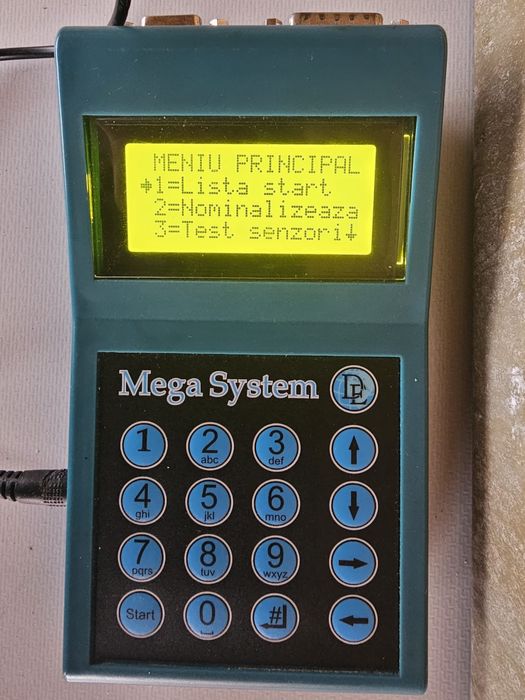 MENIU PRINCIPAL
→1=Lista start
2=Nominalizeaza
3=Test senzori↓
Mega System DE
1 2 abc 3 def ↑
4 ghi 5 jkl 6 mno ↓
7 pqrs 8 tuv 9 wxyz →
Start 0 # ←